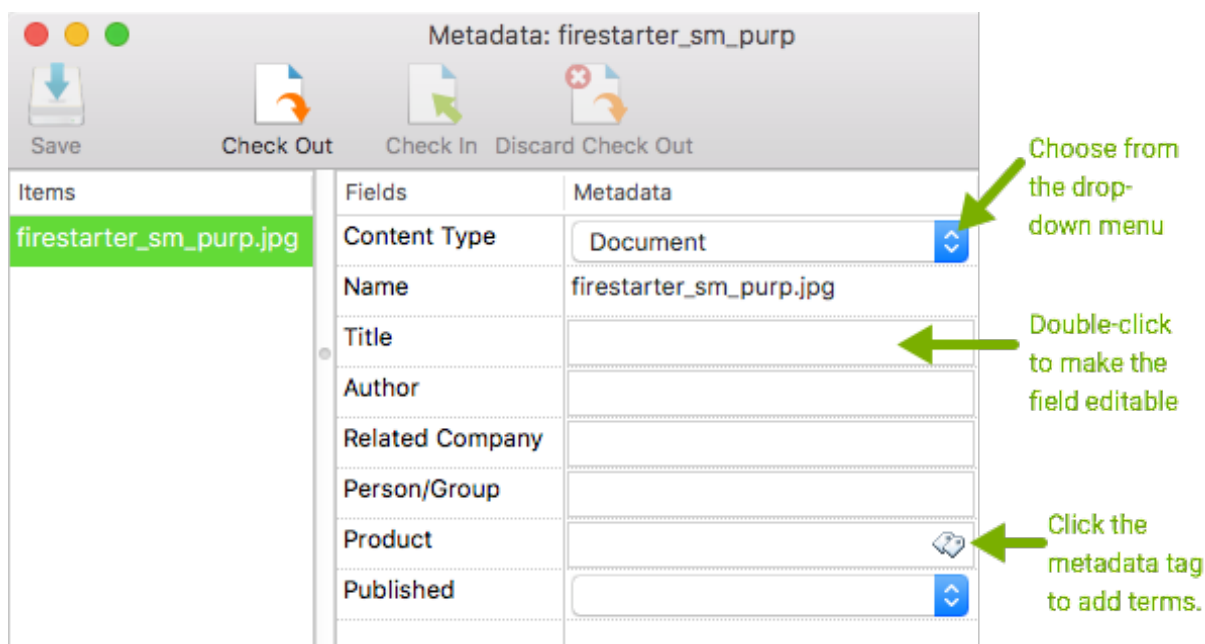 Metadata: firestarter_sm_purp
Save
Check Out
Check In
Discard Check Out
Items
Fields
Metadata
firestarter_sm_purp.jpg
Content Type
Document
Name
firestarter_sm_purp.jpg
Title
Author
Related Company
Person/Group
Product
Published
Choose from
the drop-
down menu
Double-click
to make the
field editable
Click the
metadata tag
to add terms.